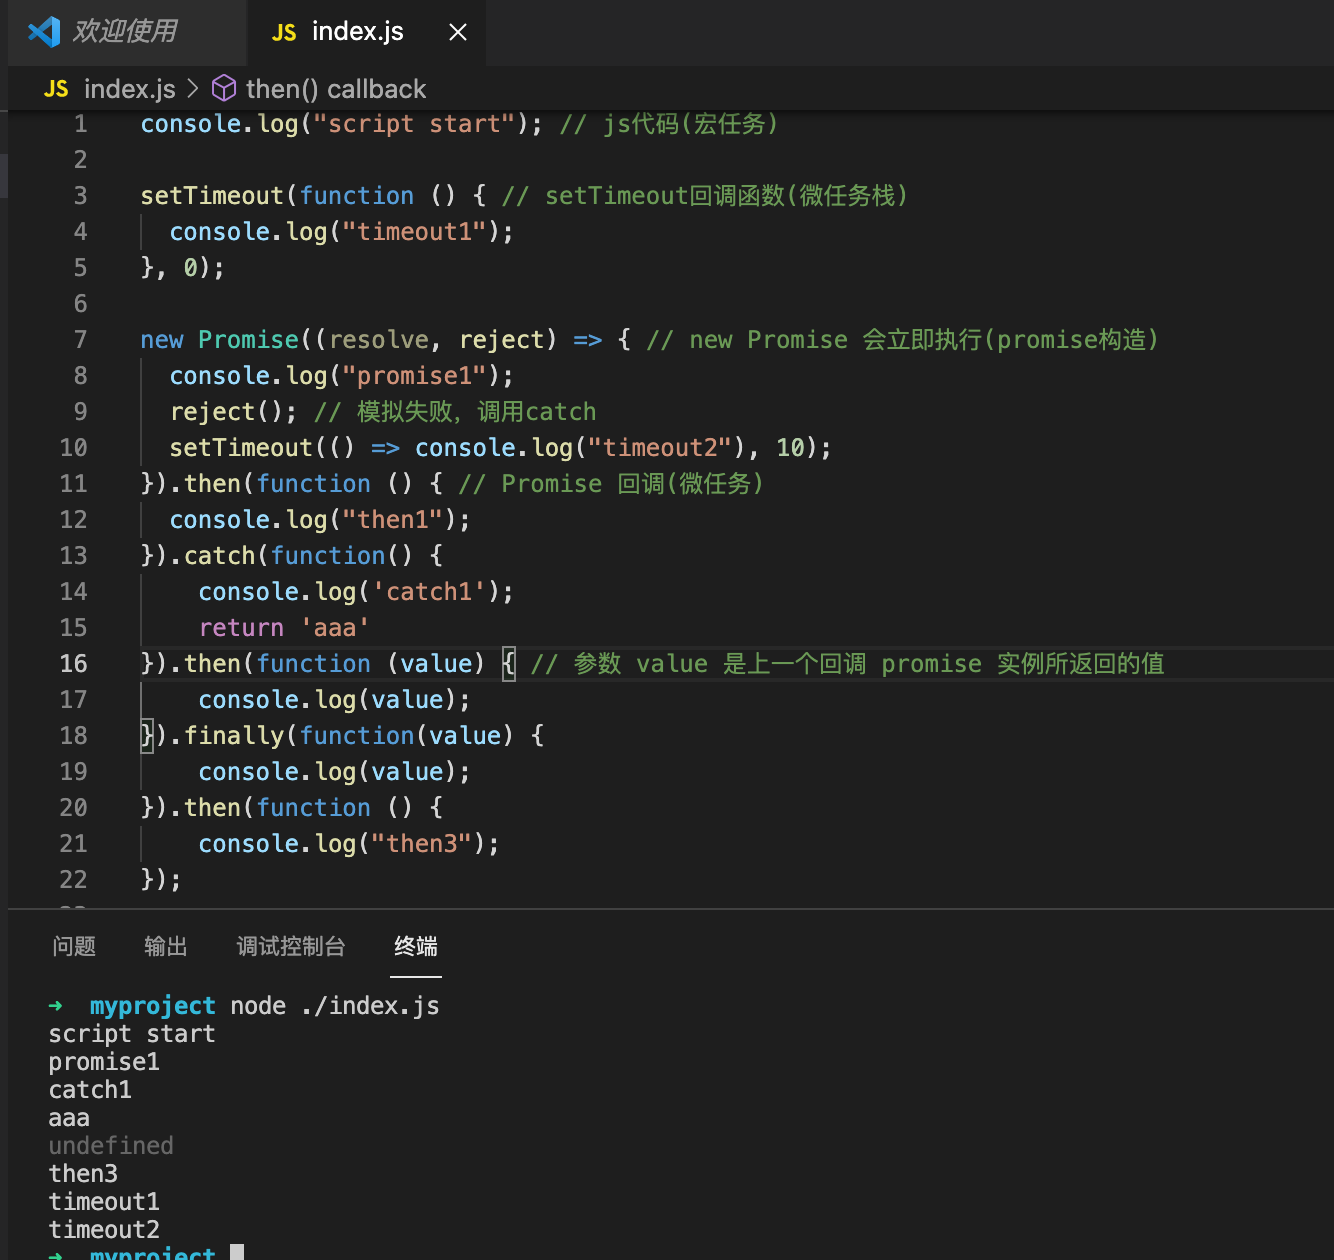 欢迎使用 JS index.js ×
JS index.js > then() callback
1 console.log("script start"); // js代码(宏任务)
2
3 setTimeout(function () { // setTimeout回调函数(微任务栈)
4   console.log("timeout1");
5 }, 0);
6
7 new Promise((resolve, reject) => { // new Promise 会立即执行(promise构造)
8   console.log("promise1");
9   reject(); // 模拟失败，调用catch
10   setTimeout(() => console.log("timeout2"), 10);
11 }).then(function () { // Promise 回调(微任务)
12   console.log("then1");
13 }).catch(function() {
14     console.log('catch1');
15     return 'aaa'
16 }).then(function (value) { // 参数 value 是上一个回调 promise 实例所返回的值
17     console.log(value);
18 }).finally(function(value) {
19     console.log(value);
20 }).then(function () {
21     console.log("then3");
22 });
问题 输出 调试控制台 终端
➜ myproject node ./index.js
script start
promise1
catch1
aaa
undefined
then3
timeout1
timeout2
➜ myproject